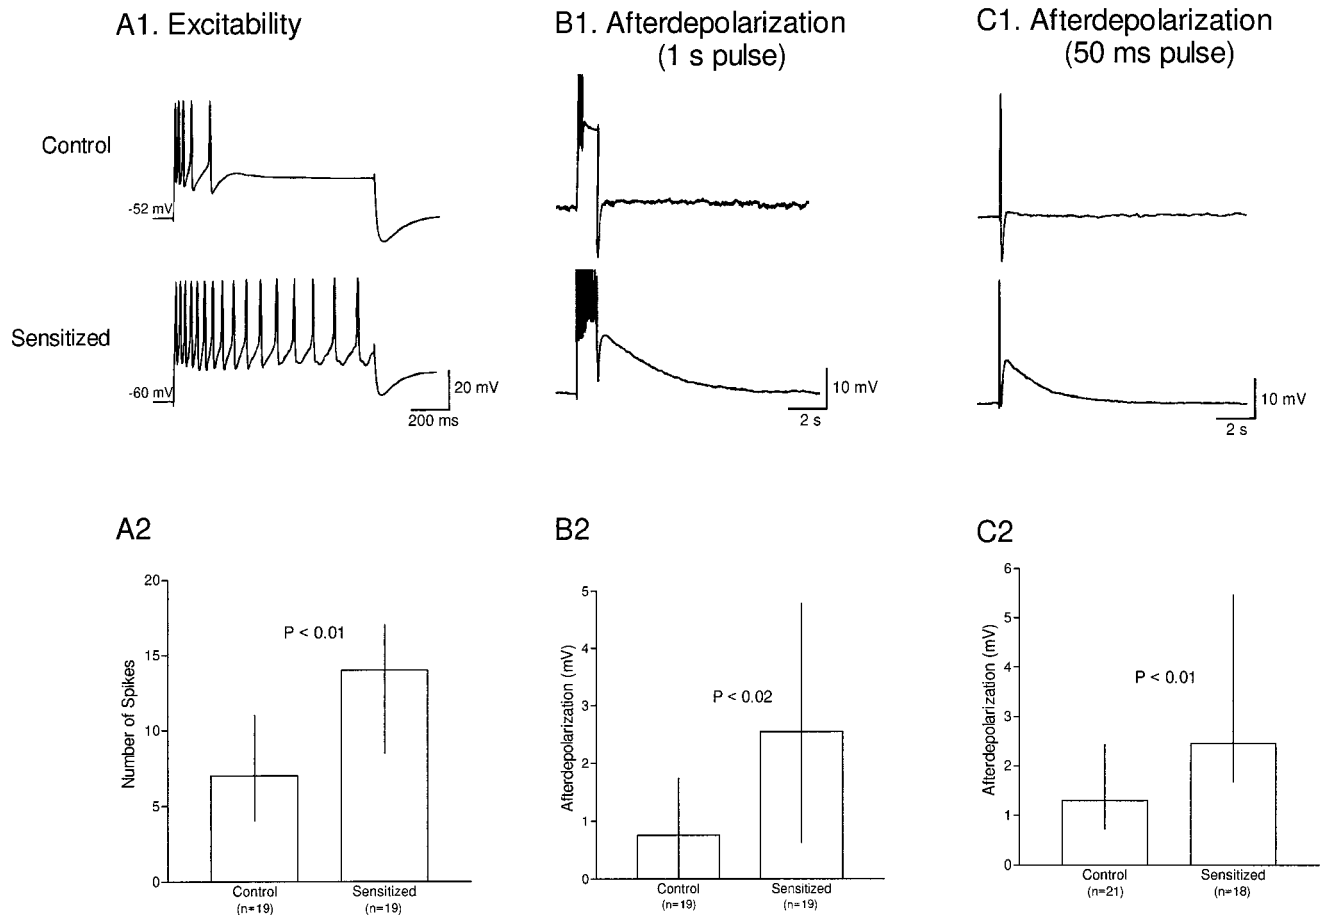 A1. Excitability
B1. Afterdepolarization
(1 s pulse)
C1. Afterdepolarization
(50 ms pulse)
Control
-52 mV
Sensitized
-60 mV
20 mV
200 ms
10 mV
2 s
10 mV
2 s
A2
20
15
10
5
0
Number of Spikes
P < 0.01
Control
(n=19)
Sensitized
(n=19)
B2
5
4
3
2
1
0
Afterdepolarization (mV)
P < 0.02
Control
(n=19)
Sensitized
(n=19)
C2
6
5
4
3
2
1
0
Afterdepolarization (mV)
P < 0.01
Control
(n=21)
Sensitized
(n=18)